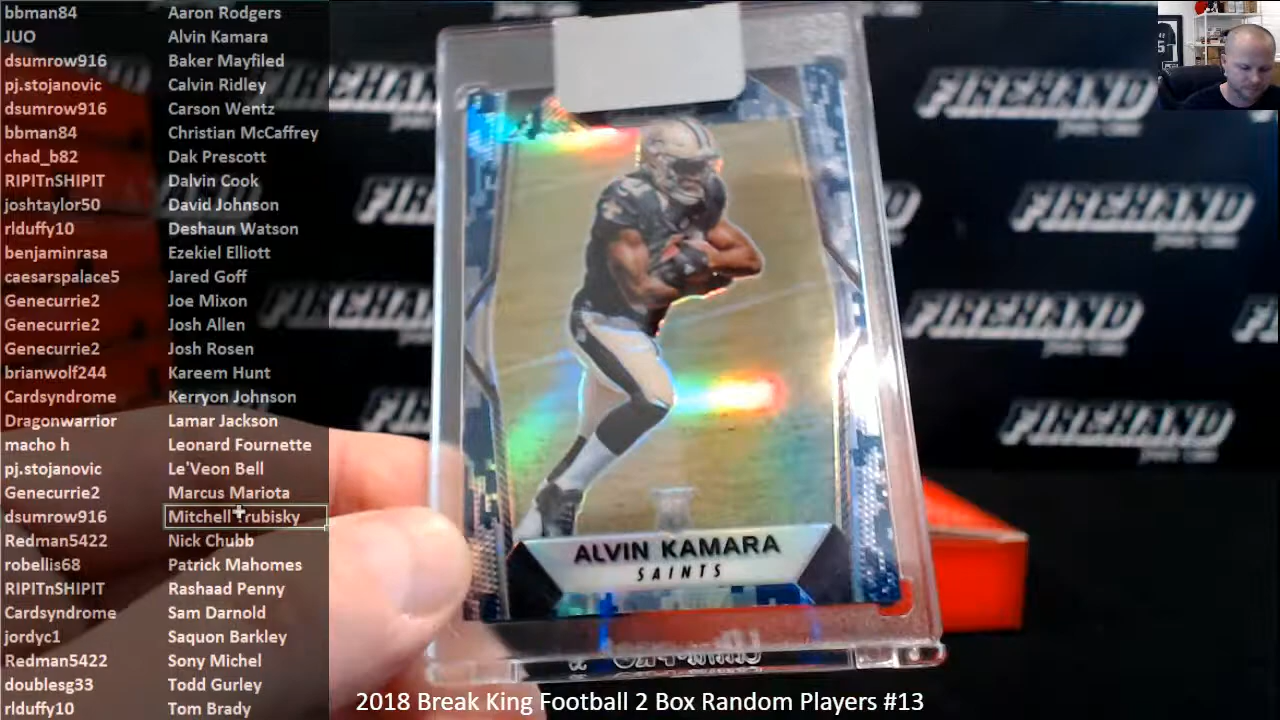 bbman84 Aaron Rodgers
JUO Alvin Kamara
dsumrow916 Baker Mayfiled
pj.stojanovic Calvin Ridley
dsumrow916 Carson Wentz
bbman84 Christian McCaffrey
chad_b82 Dak Prescott
RIPITnSHIPIT Dalvin Cook
joshtaylor50 David Johnson
rlduffy10 Deshaun Watson
benjaminrasa Ezekiel Elliott
caesarspalace5 Jared Goff
Genecurrie2 Joe Mixon
Genecurrie2 Josh Allen
Genecurrie2 Josh Rosen
brianwolf244 Kareem Hunt
Cardsyndrome Kerryon Johnson
Dragonwarrior Lamar Jackson
macho h Leonard Fournette
pj.stojanovic Le'Veon Bell
Genecurrie2 Marcus Mariota
dsumrow916 Mitchell Trubisky
Redman5422 Nick Chubb
robellis68 Patrick Mahomes
RIPITnSHIPIT Rashaad Penny
Cardsyndrome Sam Darnold
jordyc1 Saquon Barkley
Redman5422 Sony Michel
doublesg33 Todd Gurley
rlduffy10 Tom Brady
FIREHAND
FIREHAND
FIREHAND
FIREHAND
ALVIN KAMARA
SAINTS
2018 Break King Football 2 Box Random Players #13